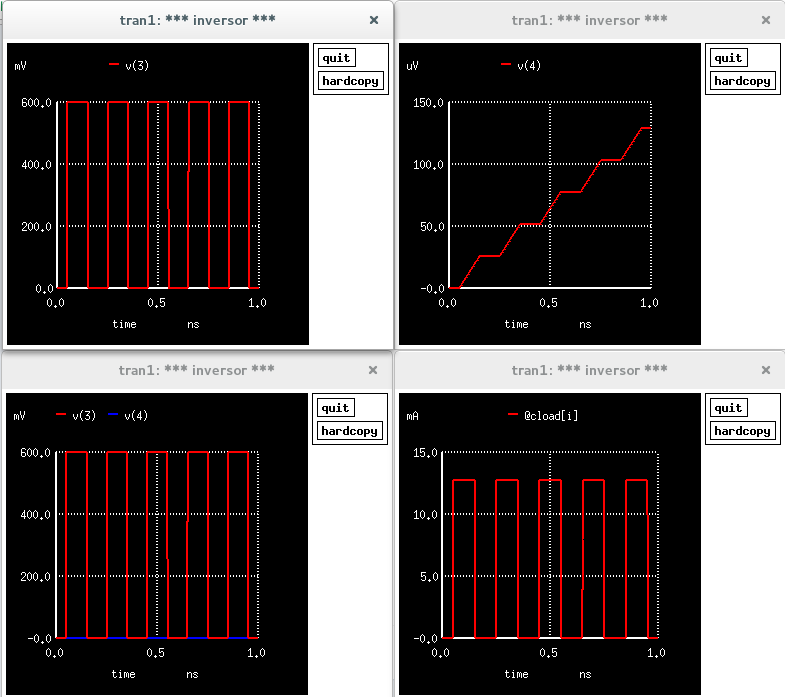 tran1: *** inversor ***
quit
hardcopy
mV v(3)
600.0
400.0
200.0
0.0
0.0 0.5 1.0
time ns
tran1: *** inversor ***
quit
hardcopy
uV v(4)
150.0
100.0
50.0
-0.0
0.0 0.5 1.0
time ns
tran1: *** inversor ***
quit
hardcopy
mV v(3) v(4)
600.0
400.0
200.0
-0.0
0.0 0.5 1.0
time ns
tran1: *** inversor ***
quit
hardcopy
mA @cload[i]
15.0
10.0
5.0
-0.0
0.0 0.5 1.0
time ns